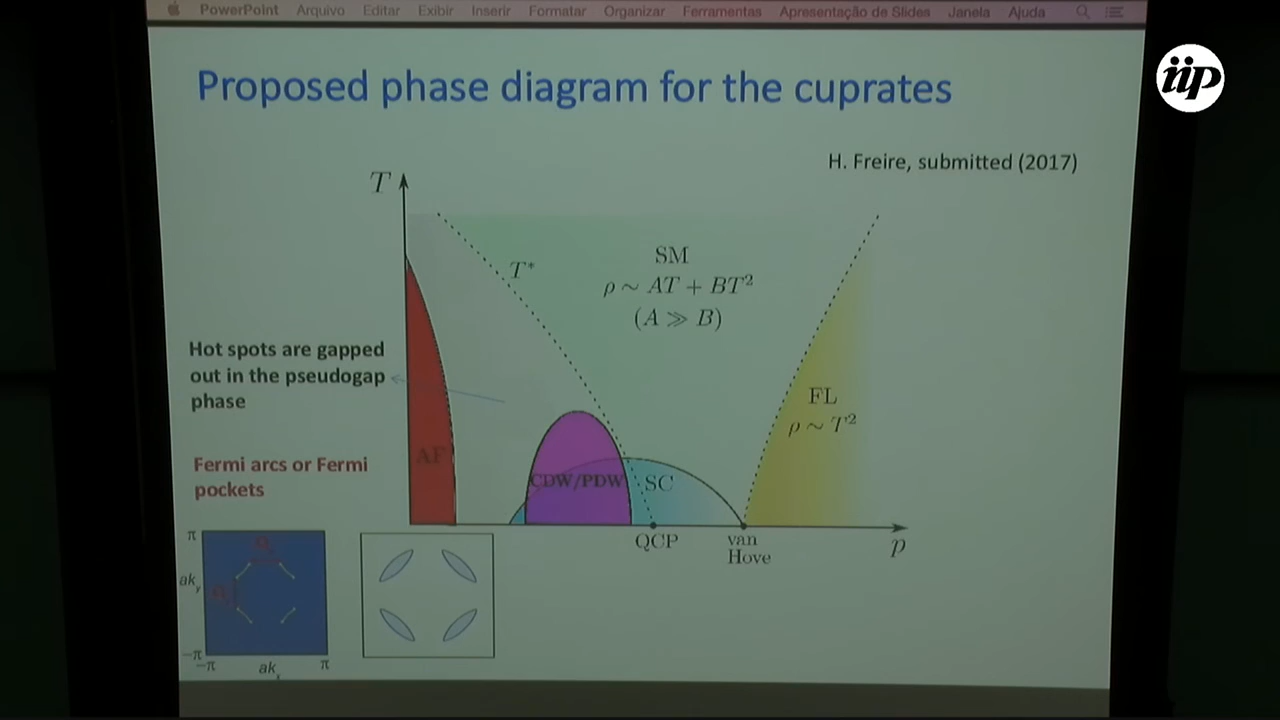 PowerPoint Arquivo Editar Exibir Inserir Formatar Organizar Ferramentas Apresentação de Slides Janela Ajuda
iip
Proposed phase diagram for the cuprates
H. Freire, submitted (2017)
T
T*
SM
ρ ∼ AT + BT²
(A ≫ B)
Hot spots are gapped
out in the pseudogap
phase
FL
ρ ∼ T²
AF
Fermi arcs or Fermi
pockets
CDW/PDW
SC
QCP
van
Hove
p
π
ak
y
−π
−π
ak
x
π